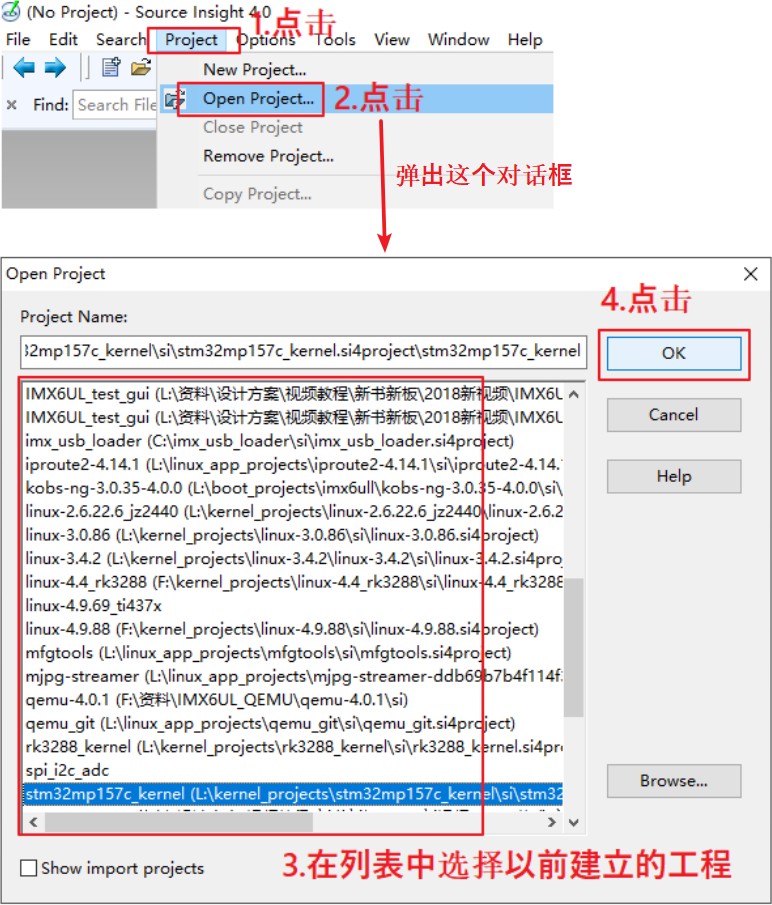 (No Project) - Source Insight 4.0
1.点击
File Edit Search Project Options Tools View Window Help
New Project...
Find: Search File
Open Project...
2.点击
Close Project
Remove Project...
弹出这个对话框
Copy Project...
Open Project
4.点击
Project Name:
32mp157c_kernel\si\stm32mp157c_kernel.si4project\stm32mp157c_kernel
OK
IMX6UL_test_gui (L:\资料\设计方案\视频教程\新书新板\2018新视频\IMX6U
IMX6UL_test_gui (L:\资料\设计方案\视频教程\新书新板\2018新视频\IMX6U
Cancel
imx_usb_loader (C:\imx_usb_loader\si\imx_usb_loader.si4project)
iproute2-4.14.1 (L:\linux_app_projects\iproute2-4.14.1\si\iproute2-4.14.
Help
kobs-ng-3.0.35-4.0.0 (L:\boot_projects\imx6ull\kobs-ng-3.0.35-4.0.0\si\
linux-2.6.22.6_jz2440 (L:\kernel_projects\linux-2.6.22.6_jz2440\linux-2.6.2
linux-3.0.86 (L:\kernel_projects\linux-3.0.86\si\linux-3.0.86.si4project)
linux-3.4.2 (L:\kernel_projects\linux-3.4.2\linux-3.4.2\si\linux-3.4.2.si4proj
linux-4.4_rk3288 (F:\kernel_projects\linux-4.4_rk3288\si\linux-4.4_rk3288
linux-4.9.69_ti437x
linux-4.9.88 (F:\kernel_projects\linux-4.9.88\si\linux-4.9.88.si4project)
mfgtools (L:\linux_app_projects\mfgtools\si\mfgtools.si4project)
mjpg-streamer (L:\linux_app_projects\mjpg-streamer-ddb69b7b4f114f3
qemu-4.0.1 (F:\资料\IMX6UL_QEMU\qemu-4.0.1\si)
qemu_git (L:\linux_app_projects\qemu_git\si\qemu_git.si4project)
rk3288_kernel (L:\kernel_projects\rk3288_kernel\si\rk3288_kernel.si4pr
spi_i2c_adc
Browse...
stm32mp157c_kernel (L:\kernel_projects\stm32mp157c_kernel\si\stm32
Show import projects
3.在列表中选择以前建立的工程